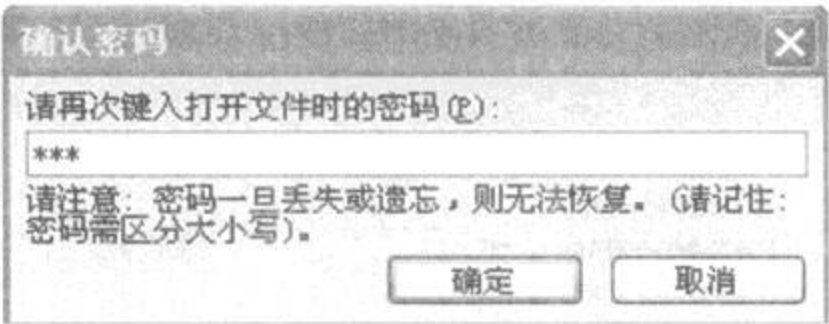 确认密码
请再次键入打开文件时的密码(P):
***
请注意: 密码一旦丢失或遗忘，则无法恢复。(请记住:
密码需区分大小写)。
确定
取消